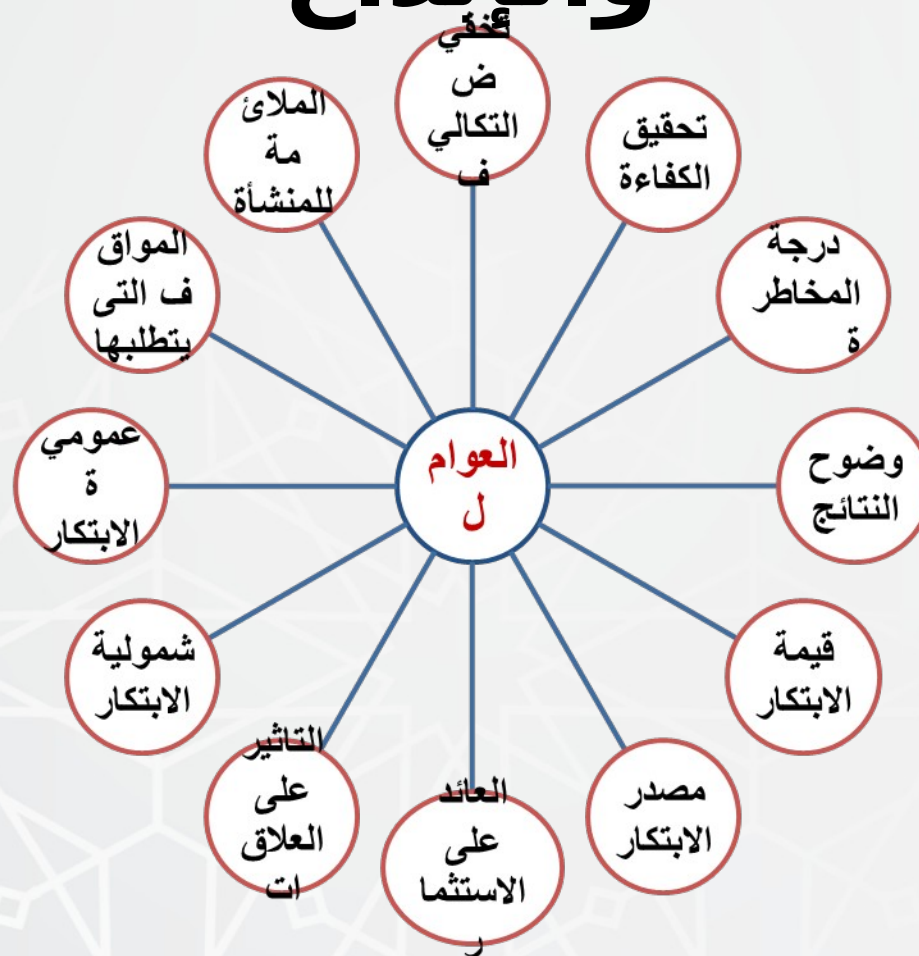 والإبداع
تخفي
ض
التكالي
ف
تحقيق
الكفاءة
درجة
المخاطر
ة
وضوح
النتائج
قيمة
الابتكار
مصدر
الابتكار
العائد
على
الاستثما
ر
التاثير
على
العلاق
ات
شمولية
الابتكار
عمومي
ة
الابتكار
المواق
ف التى
يتطلبها
الملائ
مة
للمنشأة
العوام
ل